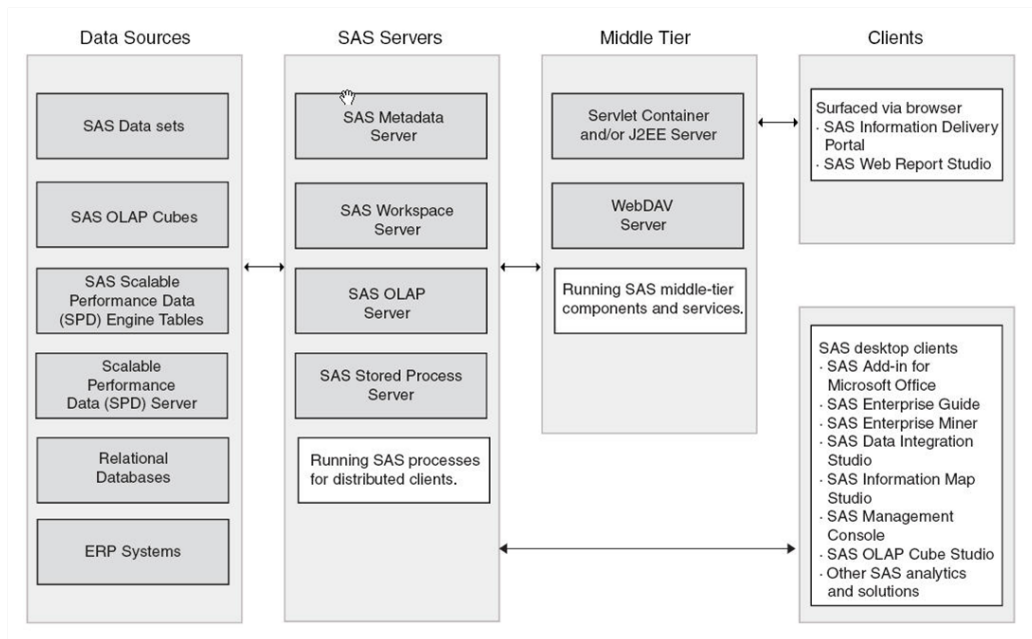 Data Sources
SAS Data sets
SAS OLAP Cubes
SAS Scalable
Performance Data
(SPD) Engine Tables
Scalable
Performance
Data (SPD) Server
Relational
Databases
ERP Systems
SAS Servers
SAS Metadata
Server
SAS Workspace
Server
SAS OLAP
Server
SAS Stored Process
Server
Running SAS processes
for distributed clients.
Middle Tier
Servlet Container
and/or J2EE Server
WebDAV
Server
Running SAS middle-tier
components and services.
Clients
Surfaced via browser
· SAS Information Delivery
Portal
· SAS Web Report Studio
SAS desktop clients
· SAS Add-in for
Microsoft Office
· SAS Enterprise Guide
· SAS Enterprise Miner
· SAS Data Integration
Studio
· SAS Information Map
Studio
· SAS Management
Console
· SAS OLAP Cube Studio
· Other SAS analytics
and solutions